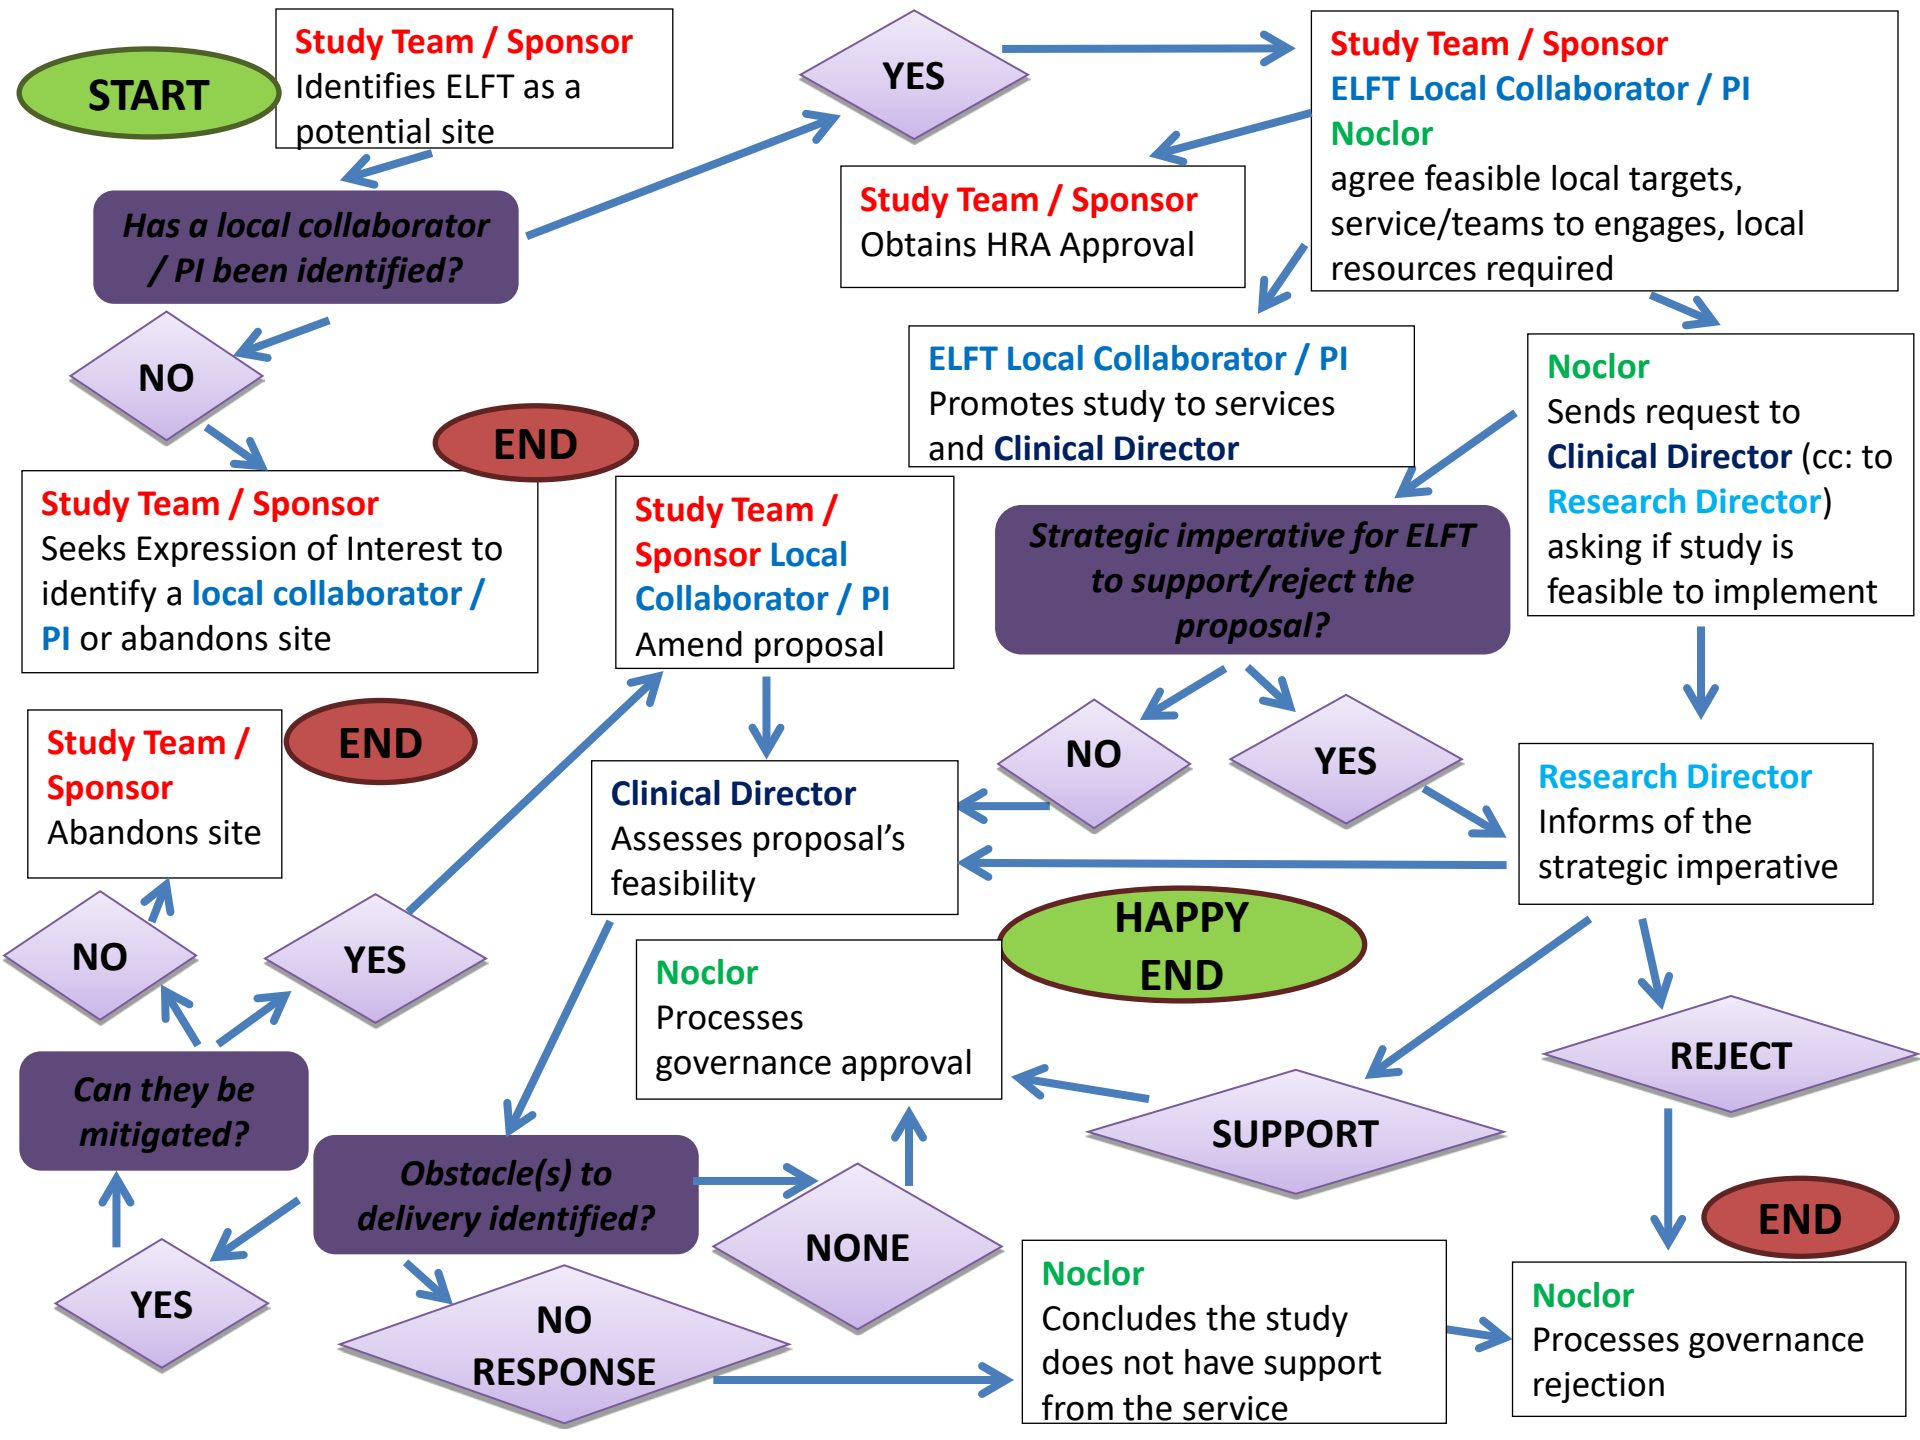 START
Study Team / Sponsor
Identifies ELFT as a
potential site
Has a local collaborator
/ PI been identified?
YES
Study Team / Sponsor
ELFT Local Collaborator / PI
Noclor
agree feasible local targets,
service/teams to engages, local
resources required
Study Team / Sponsor
Obtains HRA Approval
NO
ELFT Local Collaborator / PI
Promotes study to services
and Clinical Director
Noclor
Sends request to
Clinical Director (cc: to
Research Director)
asking if study is
feasible to implement
END
Study Team / Sponsor
Seeks Expression of Interest to
identify a local collaborator /
PI or abandons site
Study Team /
Sponsor Local
Collaborator / PI
Amend proposal
Strategic imperative for ELFT
to support/reject the
proposal?
NO
YES
Study Team /
Sponsor
Abandons site
END
Clinical Director
Assesses proposal's
feasibility
Research Director
Informs of the
strategic imperative
NO
YES
Noclor
Processes
governance approval
HAPPY
END
REJECT
SUPPORT
Can they be
mitigated?
Obstacle(s) to
delivery identified?
YES
NO
RESPONSE
NONE
Noclor
Concludes the study
does not have support
from the service
END
Noclor
Processes governance
rejection